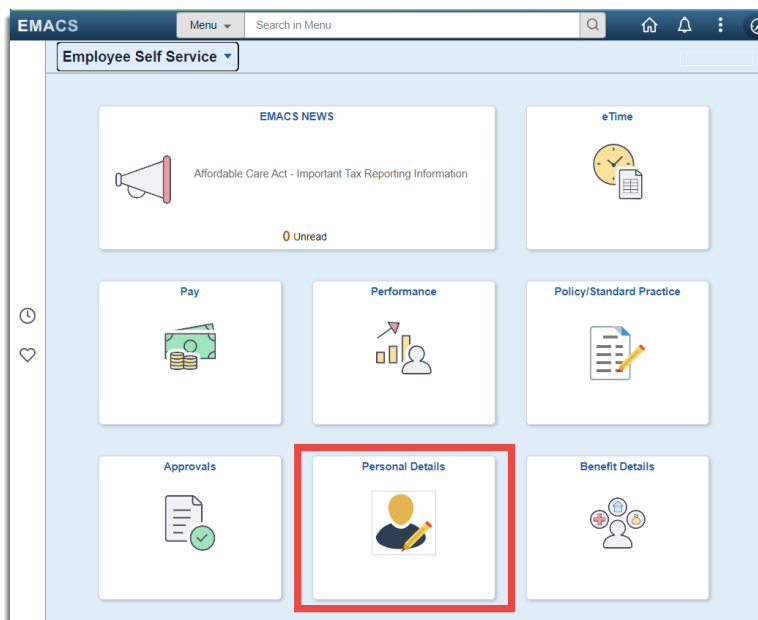 EMACS
Menu
Search in Menu
Employee Self Service
EMACS NEWS
Affordable Care Act - Important Tax Reporting Information
0 Unread
eTime
Pay
Performance
Policy/Standard Practice
Approvals
Personal Details
Benefit Details